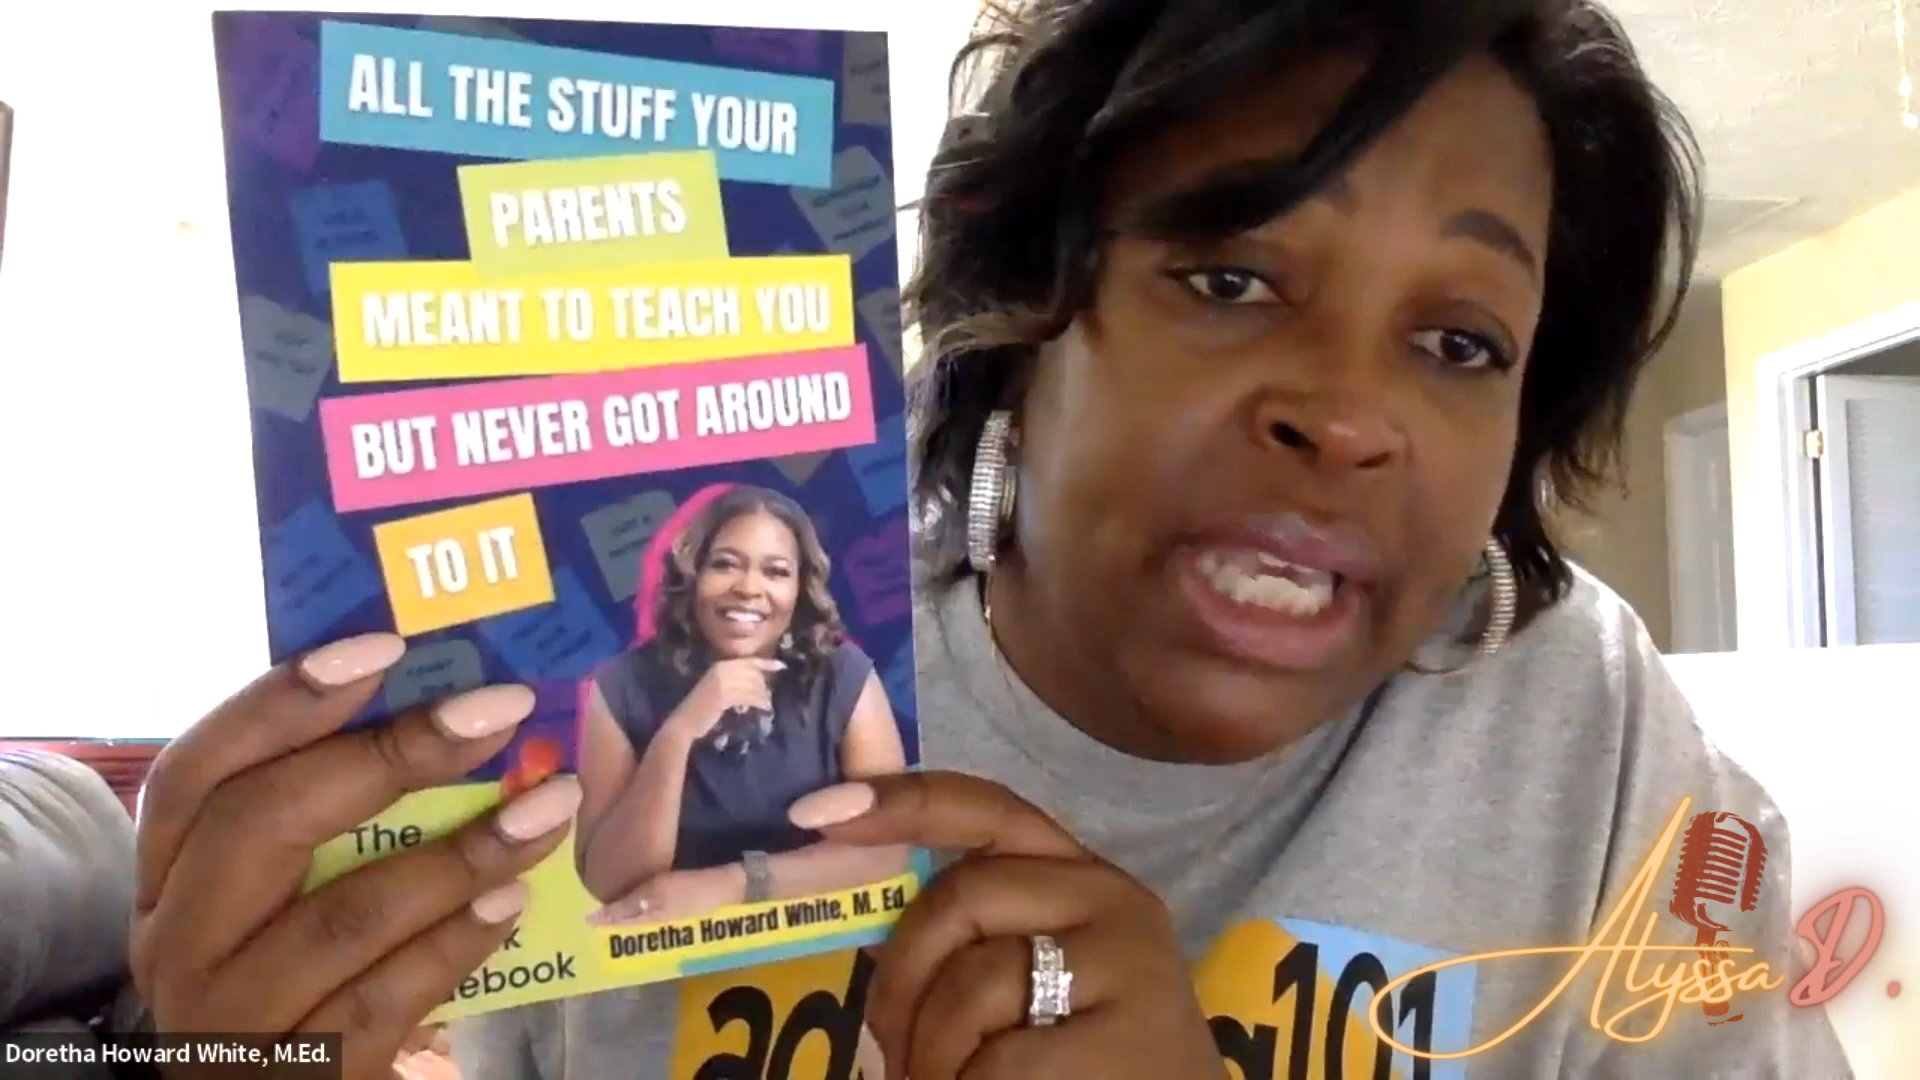 ALL THE STUFF YOUR
PARENTS
MEANT TO TEACH YOU
BUT NEVER GOT AROUND
TO IT
The
Doretha Howard White, M. Ed.
Alyssa D.
Doretha Howard White, M.Ed.